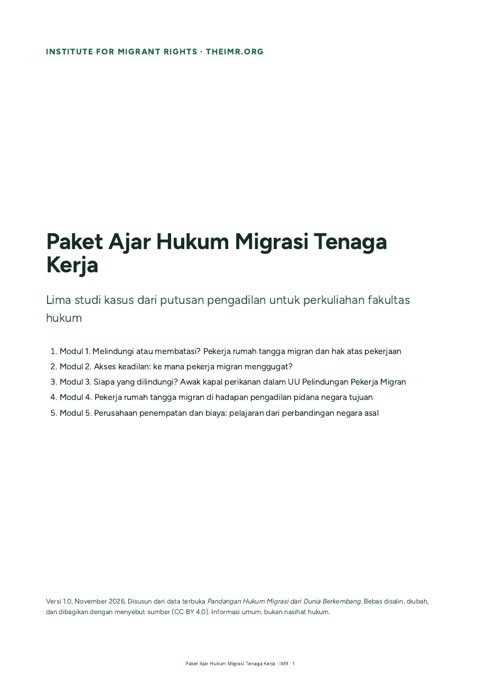 INSTITUTE FOR MIGRANT RIGHTS · THEIMR.ORG
Paket Ajar Hukum Migrasi Tenaga
Kerja
Lima studi kasus dari putusan pengadilan untuk perkuliahan fakultas
hukum
1. Modul 1. Melindungi atau membatasi? Pekerja rumah tangga migran dan hak atas pekerjaan
2. Modul 2. Akses keadilan: ke mana pekerja migran menggugat?
3. Modul 3. Siapa yang dilindungi? Awak kapal perikanan dalam UU Pelindungan Pekerja Migran
4. Modul 4. Pekerja rumah tangga migran di hadapan pengadilan pidana negara tujuan
5. Modul 5. Perusahaan penempatan dan biaya: pelajaran dari perbandingan negara asal
Versi 1.0, November 2026. Disusun dari data terbuka Pandangan Hukum Migrasi dari Dunia Berkembang. Bebas disalin, diubah,
dan dibagikan dengan menyebut sumber (CC BY 4.0). Informasi umum, bukan nasihat hukum.
Paket Ajar Hukum Migrasi Tenaga Kerja · IMR · 1